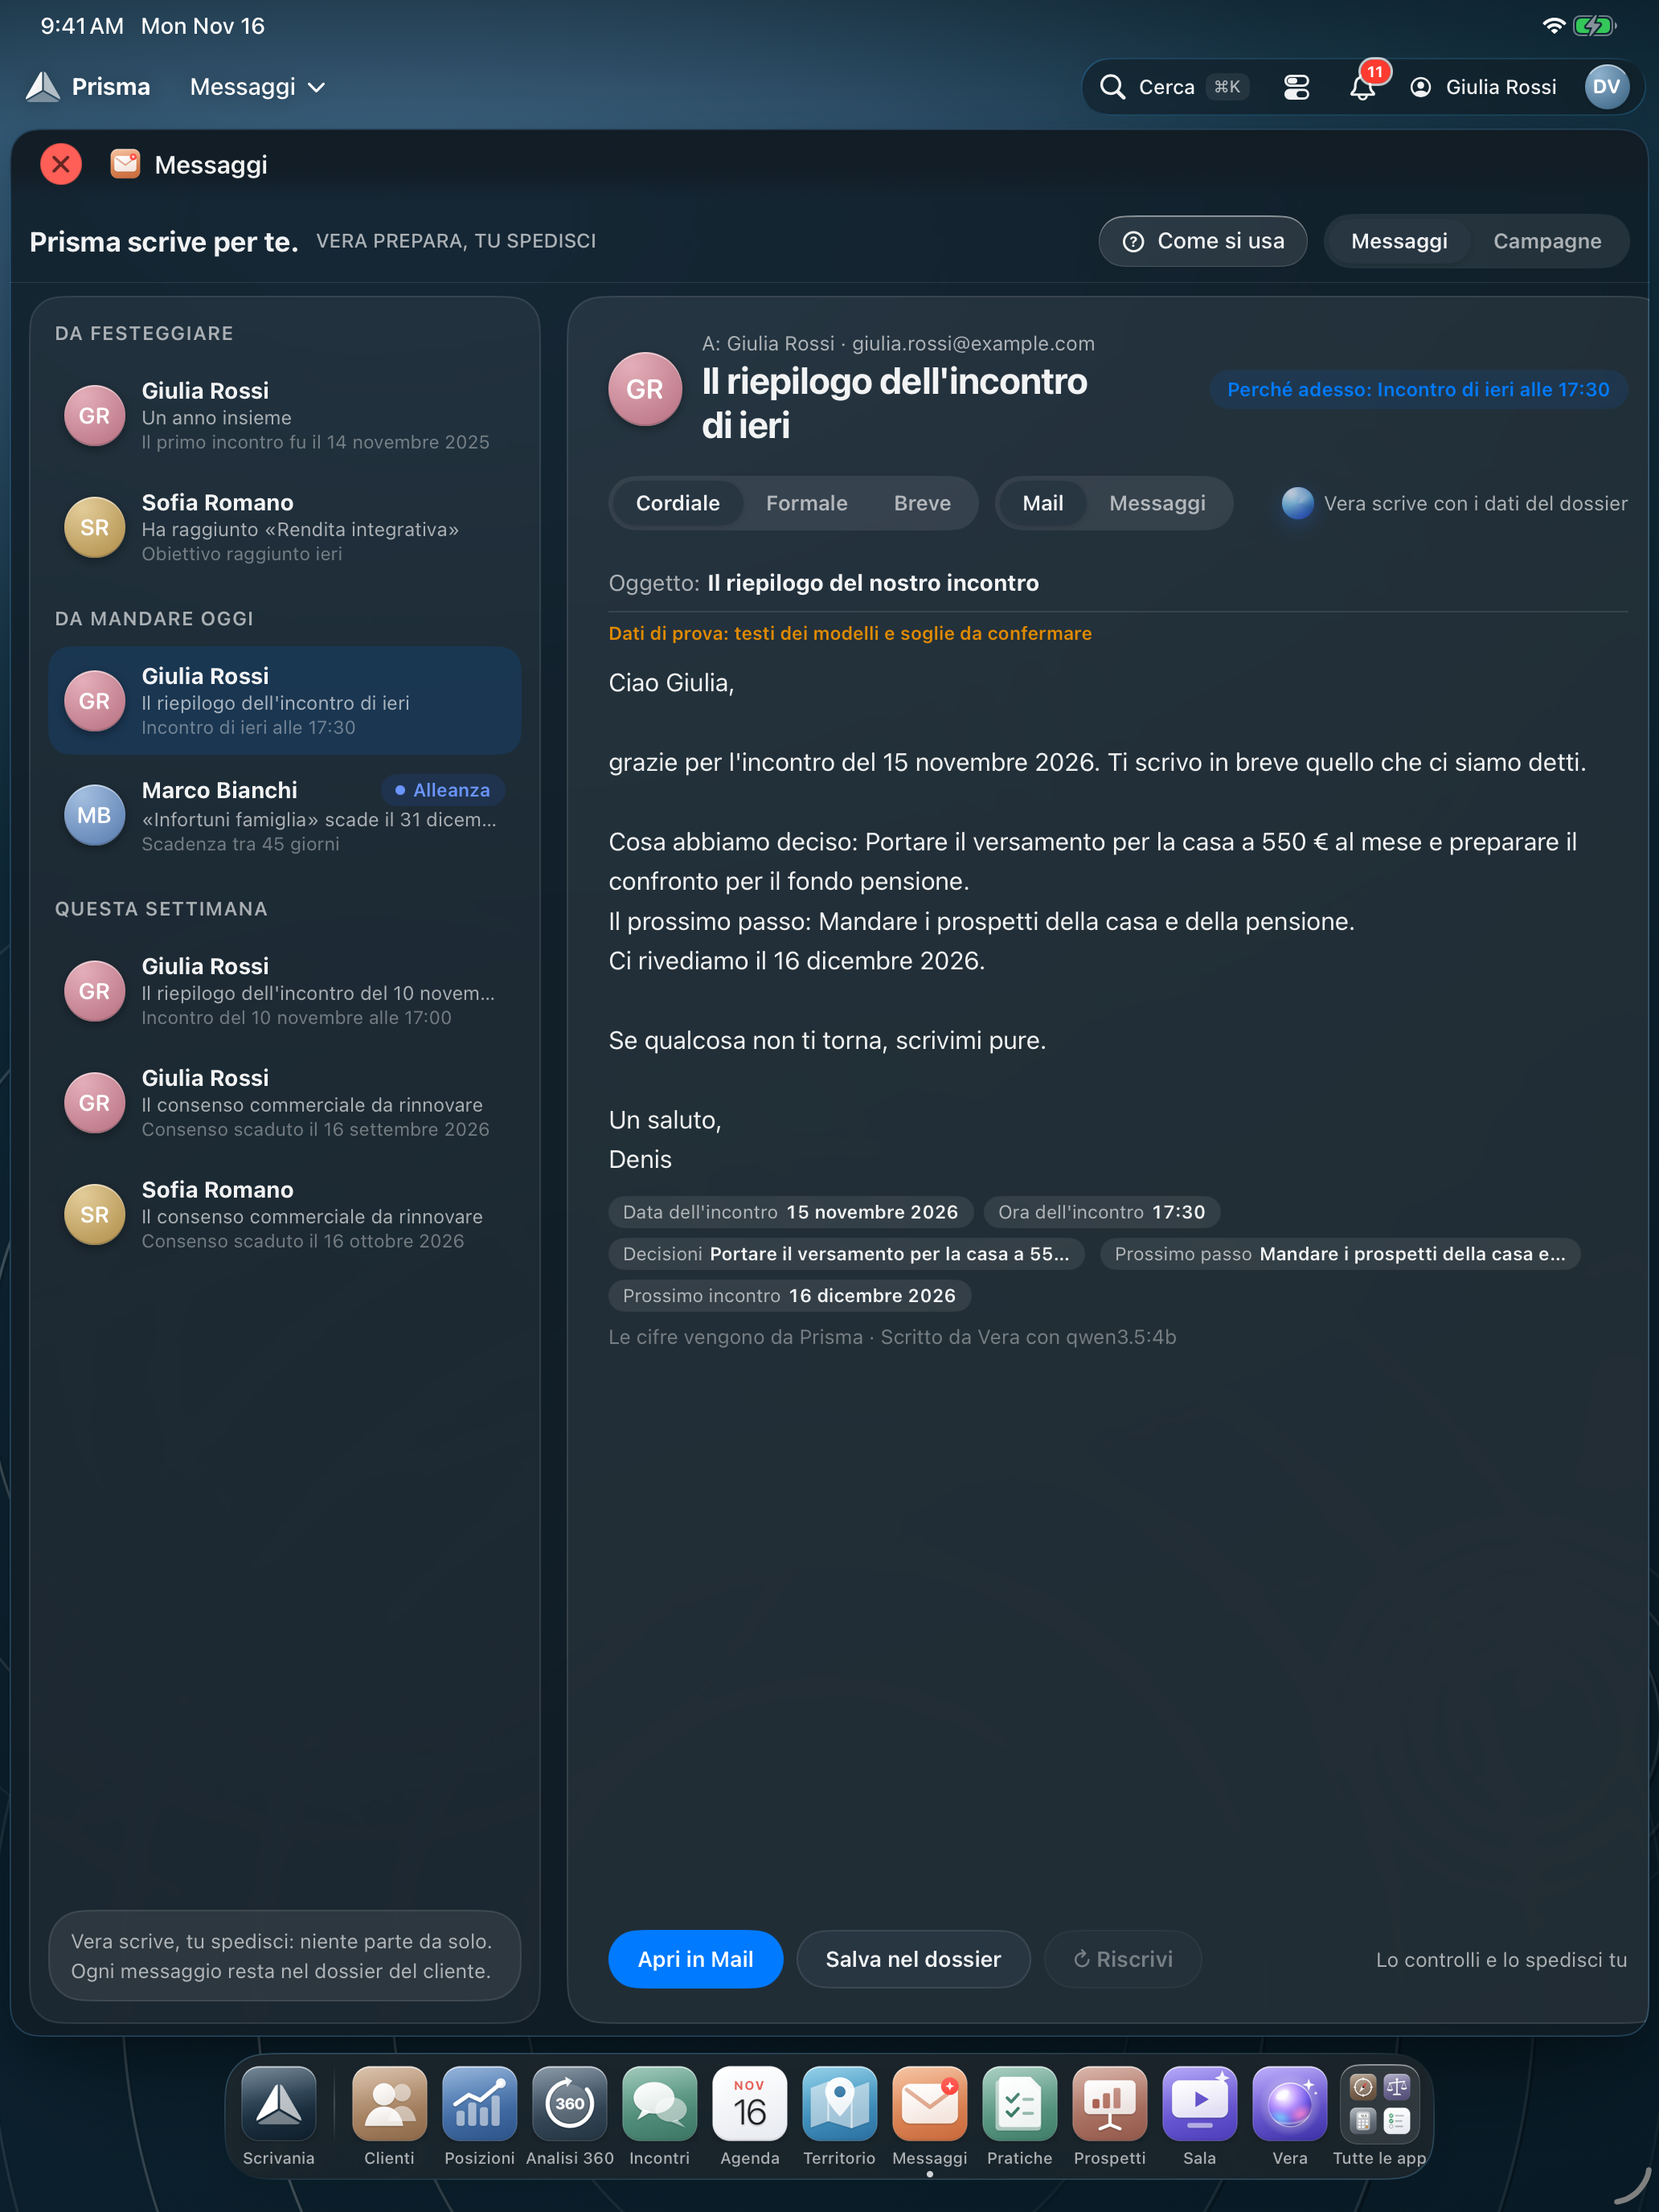 9:41 AM Mon Nov 16
Prisma
Messaggi
Cerca ⌘K
11
Giulia Rossi
DV
Messaggi
Prisma scrive per te. VERA PREPARA, TU SPEDISCI
Come si usa
Messaggi
Campagne
DA FESTEGGIARE
GR
Giulia Rossi
Un anno insieme
Il primo incontro fu il 14 novembre 2025
SR
Sofia Romano
Ha raggiunto «Rendita integrativa»
Obiettivo raggiunto ieri
DA MANDARE OGGI
GR
Giulia Rossi
Il riepilogo dell'incontro di ieri
Incontro di ieri alle 17:30
MB
Marco Bianchi
Alleanza
«Infortuni famiglia» scade il 31 dicem...
Scadenza tra 45 giorni
QUESTA SETTIMANA
GR
Giulia Rossi
Il riepilogo dell'incontro del 10 novem...
Incontro del 10 novembre alle 17:00
GR
Giulia Rossi
Il consenso commerciale da rinnovare
Consenso scaduto il 16 settembre 2026
SR
Sofia Romano
Il consenso commerciale da rinnovare
Consenso scaduto il 16 ottobre 2026
Vera scrive, tu spedisci: niente parte da solo.
Ogni messaggio resta nel dossier del cliente.
GR
A: Giulia Rossi · giulia.rossi@example.com
Il riepilogo dell'incontro
di ieri
Perché adesso: Incontro di ieri alle 17:30
Cordiale
Formale
Breve
Mail
Messaggi
Vera scrive con i dati del dossier
Oggetto: Il riepilogo del nostro incontro
Dati di prova: testi dei modelli e soglie da confermare
Ciao Giulia,
grazie per l'incontro del 15 novembre 2026. Ti scrivo in breve quello che ci siamo detti.
Cosa abbiamo deciso: Portare il versamento per la casa a 550 € al mese e preparare il
confronto per il fondo pensione.
Il prossimo passo: Mandare i prospetti della casa e della pensione.
Ci rivediamo il 16 dicembre 2026.
Se qualcosa non ti torna, scrivimi pure.
Un saluto,
Denis
Data dell'incontro 15 novembre 2026
Ora dell'incontro 17:30
Decisioni Portare il versamento per la casa a 55...
Prossimo passo Mandare i prospetti della casa e...
Prossimo incontro 16 dicembre 2026
Le cifre vengono da Prisma · Scritto da Vera con qwen3.5:4b
Apri in Mail
Salva nel dossier
Riscrivi
Lo controlli e lo spedisci tu
360
NOV
16
Scrivania
Clienti
Posizioni
Analisi 360
Incontri
Agenda
Territorio
Messaggi
Pratiche
Prospetti
Sala
Vera
Tutte le app